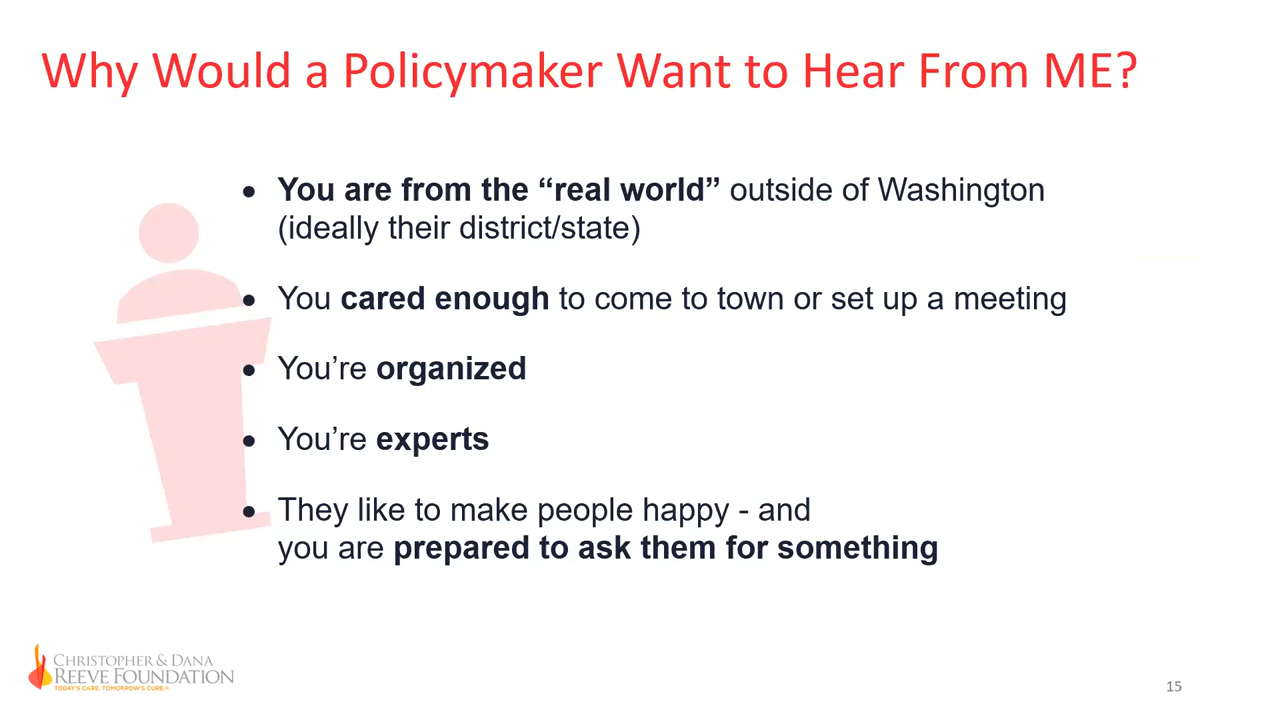 Why Would a Policymaker Want to Hear From ME?
• You are from the “real world” outside of Washington
(ideally their district/state)
• You cared enough to come to town or set up a meeting
• You’re organized
• You’re experts
• They like to make people happy - and
you are prepared to ask them for something
CHRISTOPHER & DANA
REEVE FOUNDATION
TODAY'S CARE. TOMORROW'S CURE.®
15